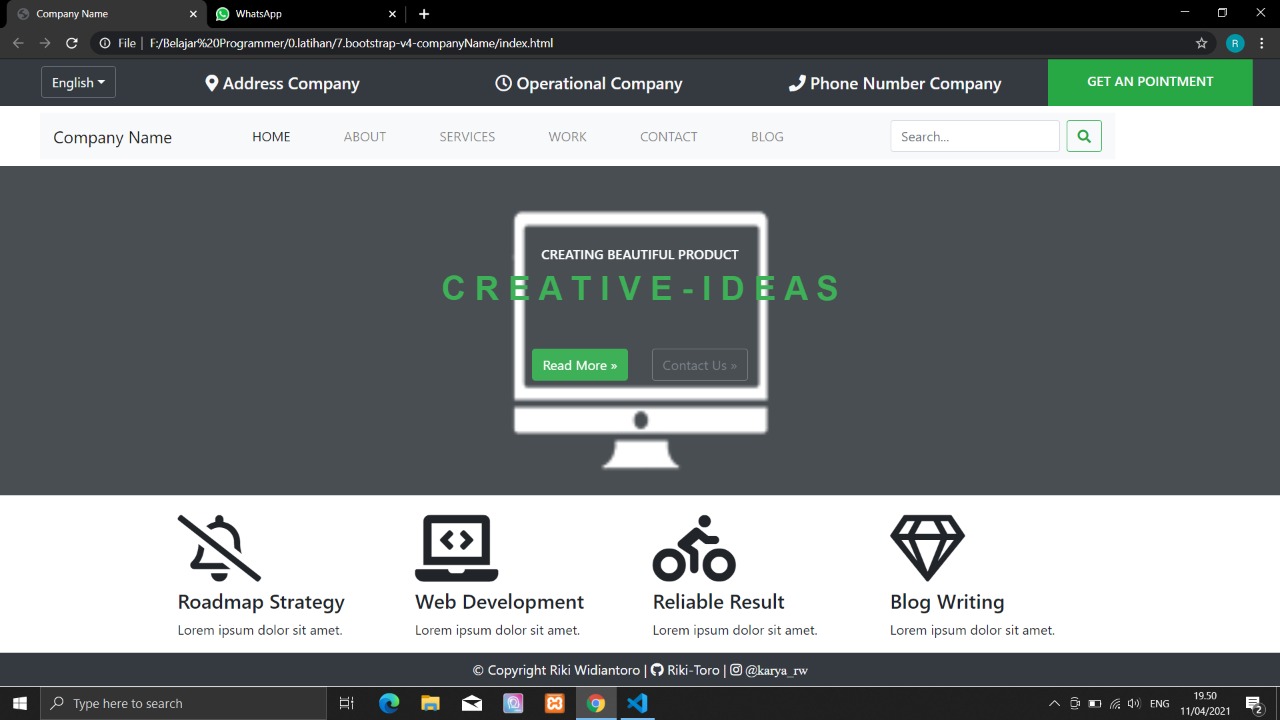 Company Name
WhatsApp
File
F:/Belajar%20Programmer/0.latihan/7.bootstrap-v4-companyName/index.html
R
English
Address Company
Operational Company
Phone Number Company
GET AN POINTMENT
Company Name
HOME
ABOUT
SERVICES
WORK
CONTACT
BLOG
Search...
CREATING BEAUTIFUL PRODUCT
CREATIVE-IDEAS
Read More »
Contact Us »
Roadmap Strategy
Lorem ipsum dolor sit amet.
Web Development
Lorem ipsum dolor sit amet.
Reliable Result
Lorem ipsum dolor sit amet.
Blog Writing
Lorem ipsum dolor sit amet.
© Copyright Riki Widiantoro | Riki-Toro | @karya_rw
Type here to search
ENG
19.50
11/04/2021
2